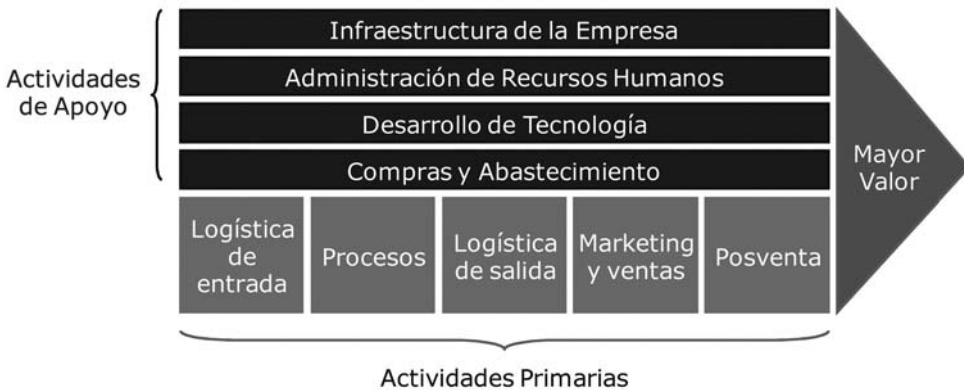 Infraestructura de la Empresa
Administración de Recursos Humanos
Desarrollo de Tecnología
Compras y Abastecimiento
Actividades
de Apoyo
Logística
de
entrada
Procesos
Logística
de salida
Marketing
y ventas
Posventa
Mayor
Valor
Actividades Primarias